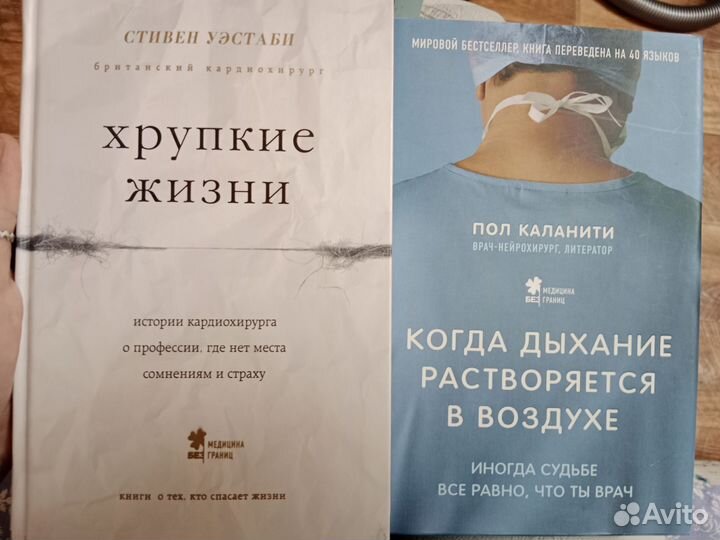 СТИВЕН УЭСТАБИ
британский кардиохирург
хрупкие
жизни
истории кардиохирурга
о профессии, где нет места
сомнениям и страху
МЕДИЦИНА
БЕЗ ГРАНИЦ
книги о тех, кто спасает жизни
МИРОВОЙ БЕСТСЕЛЛЕР. КНИГА ПЕРЕВЕДЕНА НА 40 ЯЗЫКОВ
ПОЛ КАЛАНИТИ
ВРАЧ-НЕЙРОХИРУРГ, ЛИТЕРАТОР
МЕДИЦИНА
БЕЗ ГРАНИЦ
КОГДА ДЫХАНИЕ
РАСТВОРЯЕТСЯ
В ВОЗДУХЕ
ИНОГДА СУДЬБЕ
ВСЕ РАВНО, ЧТО ТЫ ВРАЧ
Avito